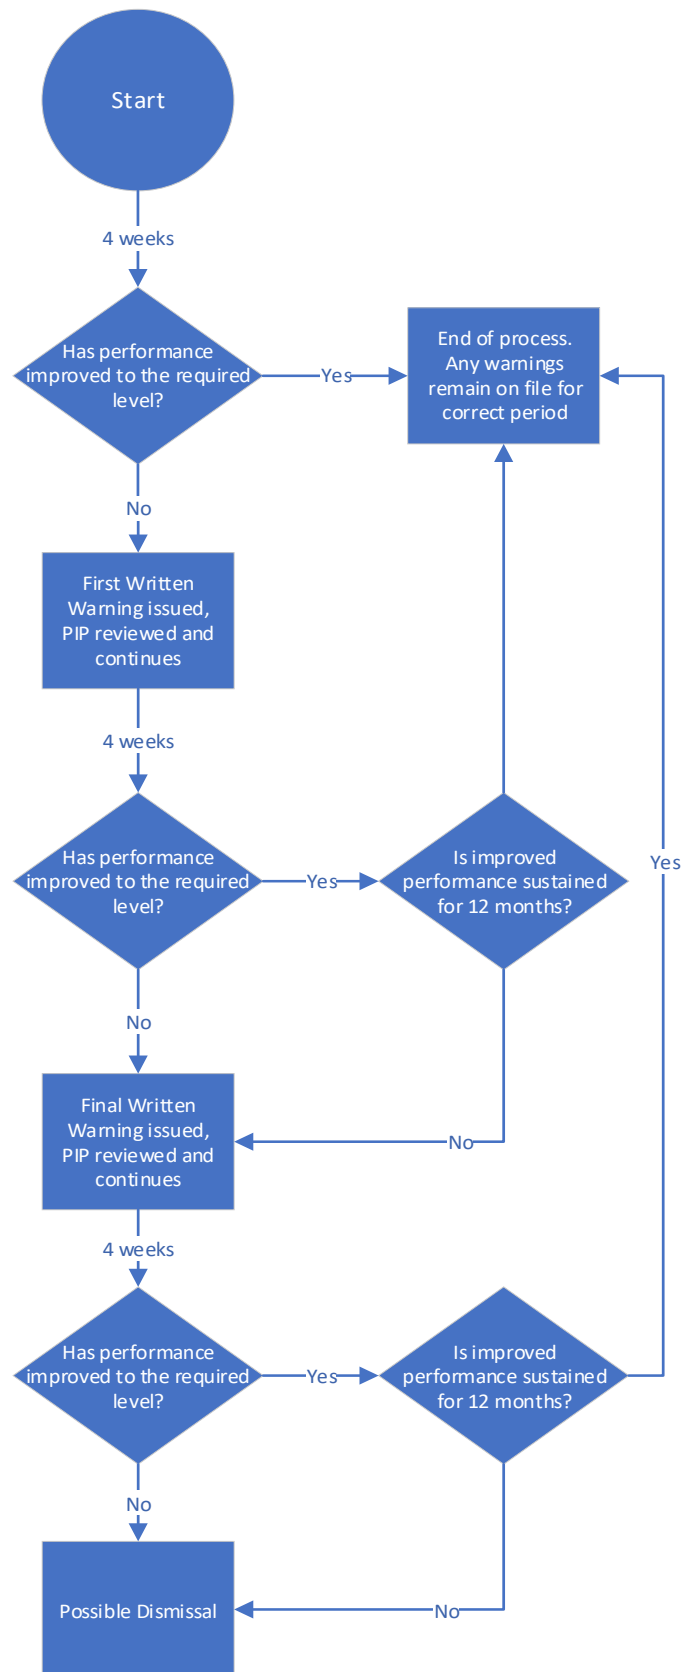 Start
4 weeks
Has performance
improved to the required
level?
Yes
End of process.
Any warnings
remain on file for
correct period
No
First Written
Warning issued,
PIP reviewed and
continues
4 weeks
Has performance
improved to the required
level?
Yes
Is improved
performance sustained
for 12 months?
Yes
No
Final Written
Warning issued,
PIP reviewed and
continues
No
4 weeks
Has performance
improved to the required
level?
Yes
Is improved
performance sustained
for 12 months?
No
Possible Dismissal
No